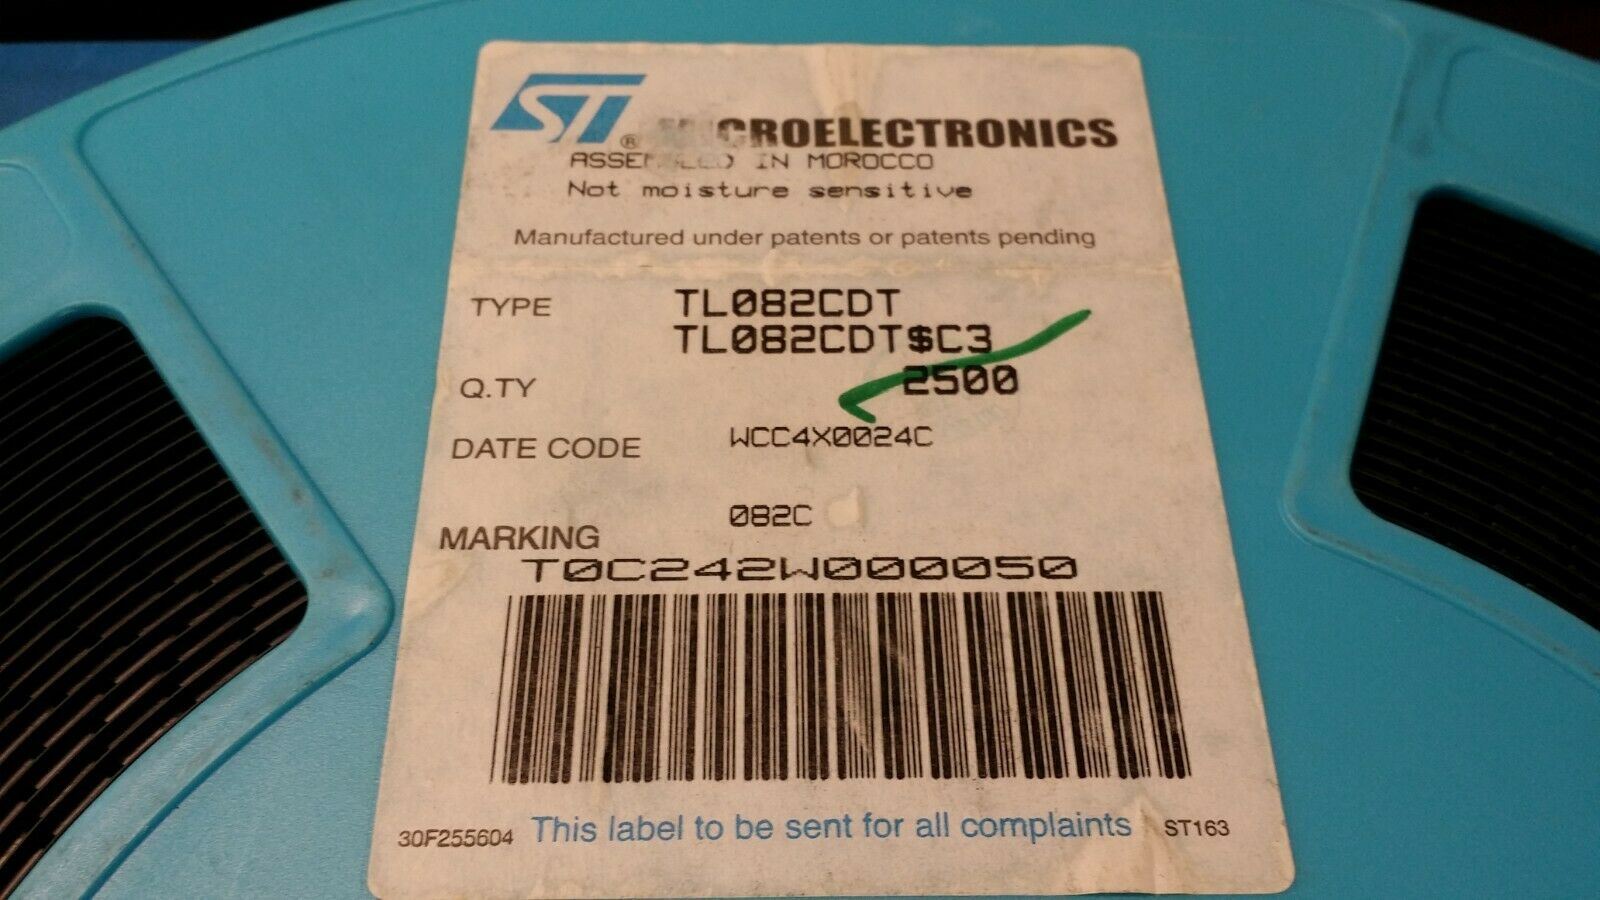 ST® MICROELECTRONICS
ASSEMBLED IN MOROCCO
Not moisture sensitive
Manufactured under patents or patents pending
TYPE TL082CDT
TL082CDT$C3
Q.TY 2500
DATE CODE WCC4X0024C
082C
MARKING
T0C242W000050
30F255604 This label to be sent for all complaints ST163